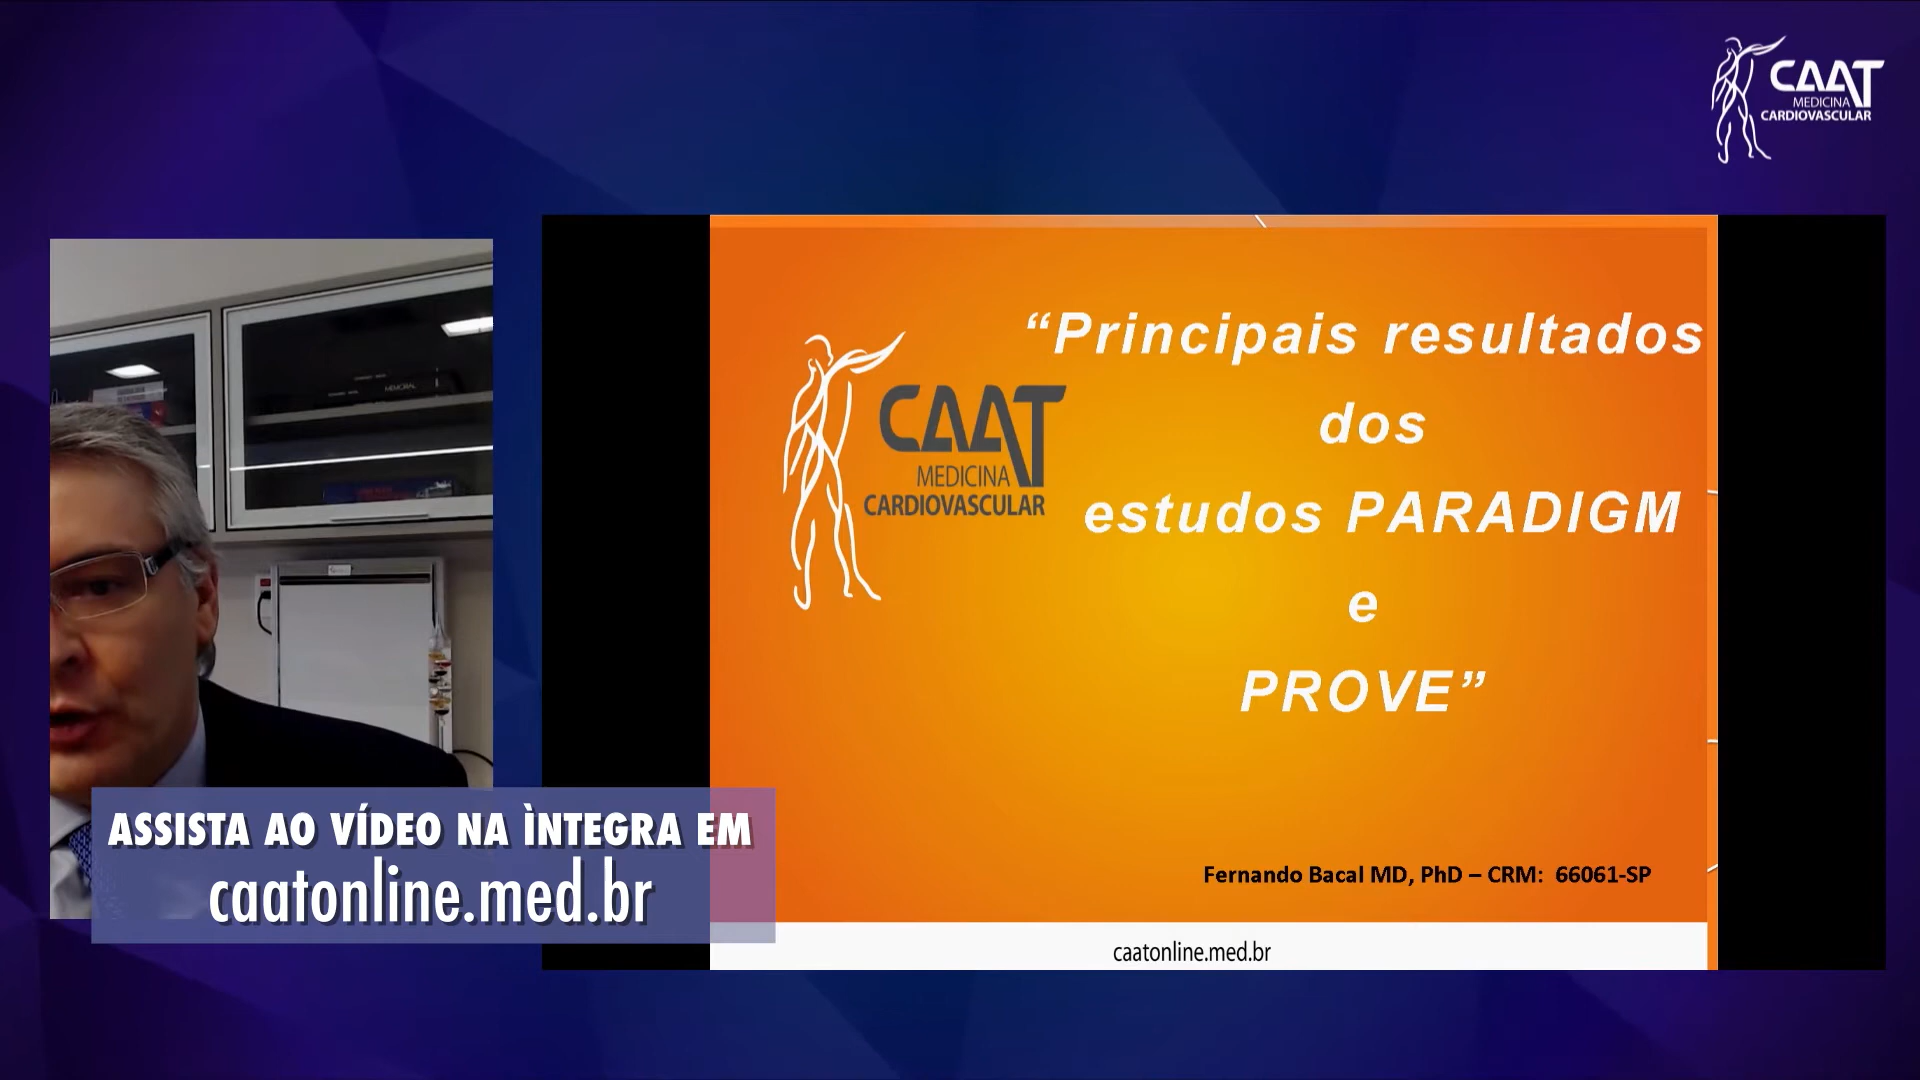 CAAT
MEDICINA
CARDIOVASCULAR
MEMORIAL
“Principais resultados
dos
estudos PARADIGM
e
PROVE”
CAAT
MEDICINA
CARDIOVASCULAR
Fernando Bacal MD, PhD – CRM: 66061-SP
caatonline.med.br
ASSISTA AO VÍDEO NA ÌNTEGRA EM
caatonline.med.br